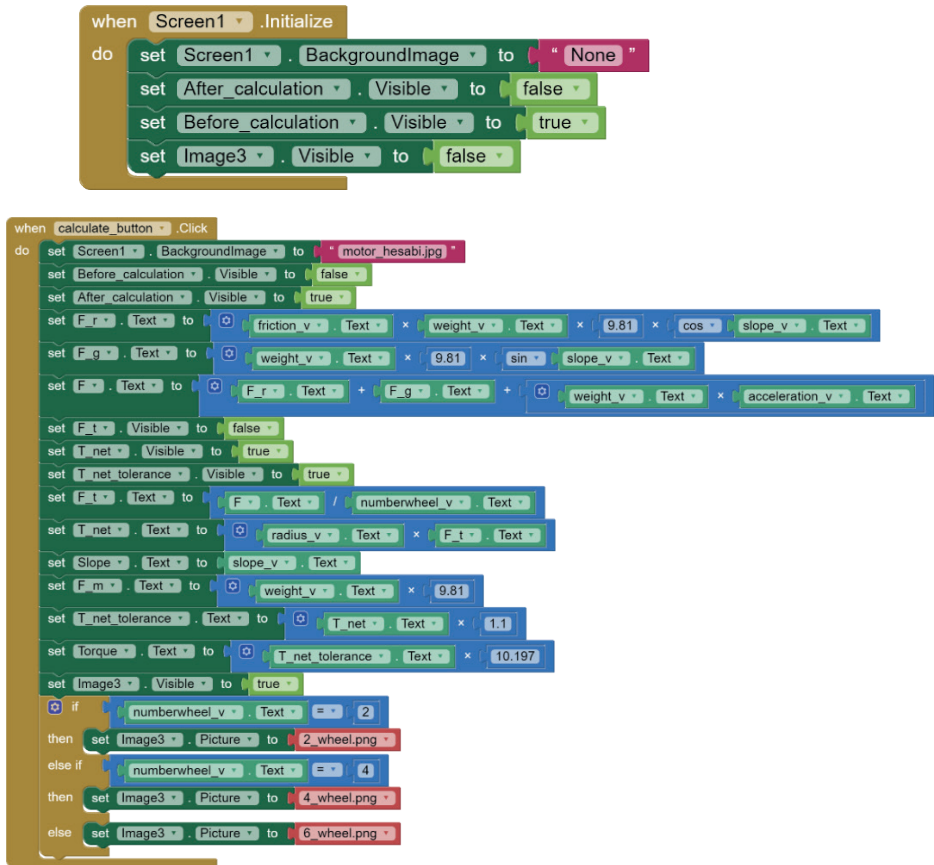 when Screen1 .Initialize
do set Screen1 . BackgroundImage to " None "
set After_calculation . Visible to false
set Before_calculation . Visible to true
set Image3 . Visible to false
when calculate_button .Click
do set Screen1 . BackgroundImage to " motor_hesabi.jpg "
set Before_calculation . Visible to false
set After_calculation . Visible to true
set F_r . Text to friction_v . Text × weight_v . Text × 9.81 × cos slope_v . Text
set F_g . Text to weight_v . Text × 9.81 × sin slope_v . Text
set F . Text to F_r . Text + F_g . Text + weight_v . Text × acceleration_v . Text
set F_t . Visible to false
set T_net . Visible to true
set T_net_tolerance . Visible to true
set F_t . Text to F . Text / numberwheel_v . Text
set T_net . Text to radius_v . Text × F_t . Text
set Slope . Text to slope_v . Text
set F_m . Text to weight_v . Text × 9.81
set T_net_tolerance . Text to T_net . Text × 1.1
set Torque . Text to T_net_tolerance . Text × 10.197
set Image3 . Visible to true
if numberwheel_v . Text = 2
then set Image3 . Picture to 2_wheel.png
else if numberwheel_v . Text = 4
then set Image3 . Picture to 4_wheel.png
else set Image3 . Picture to 6_wheel.png